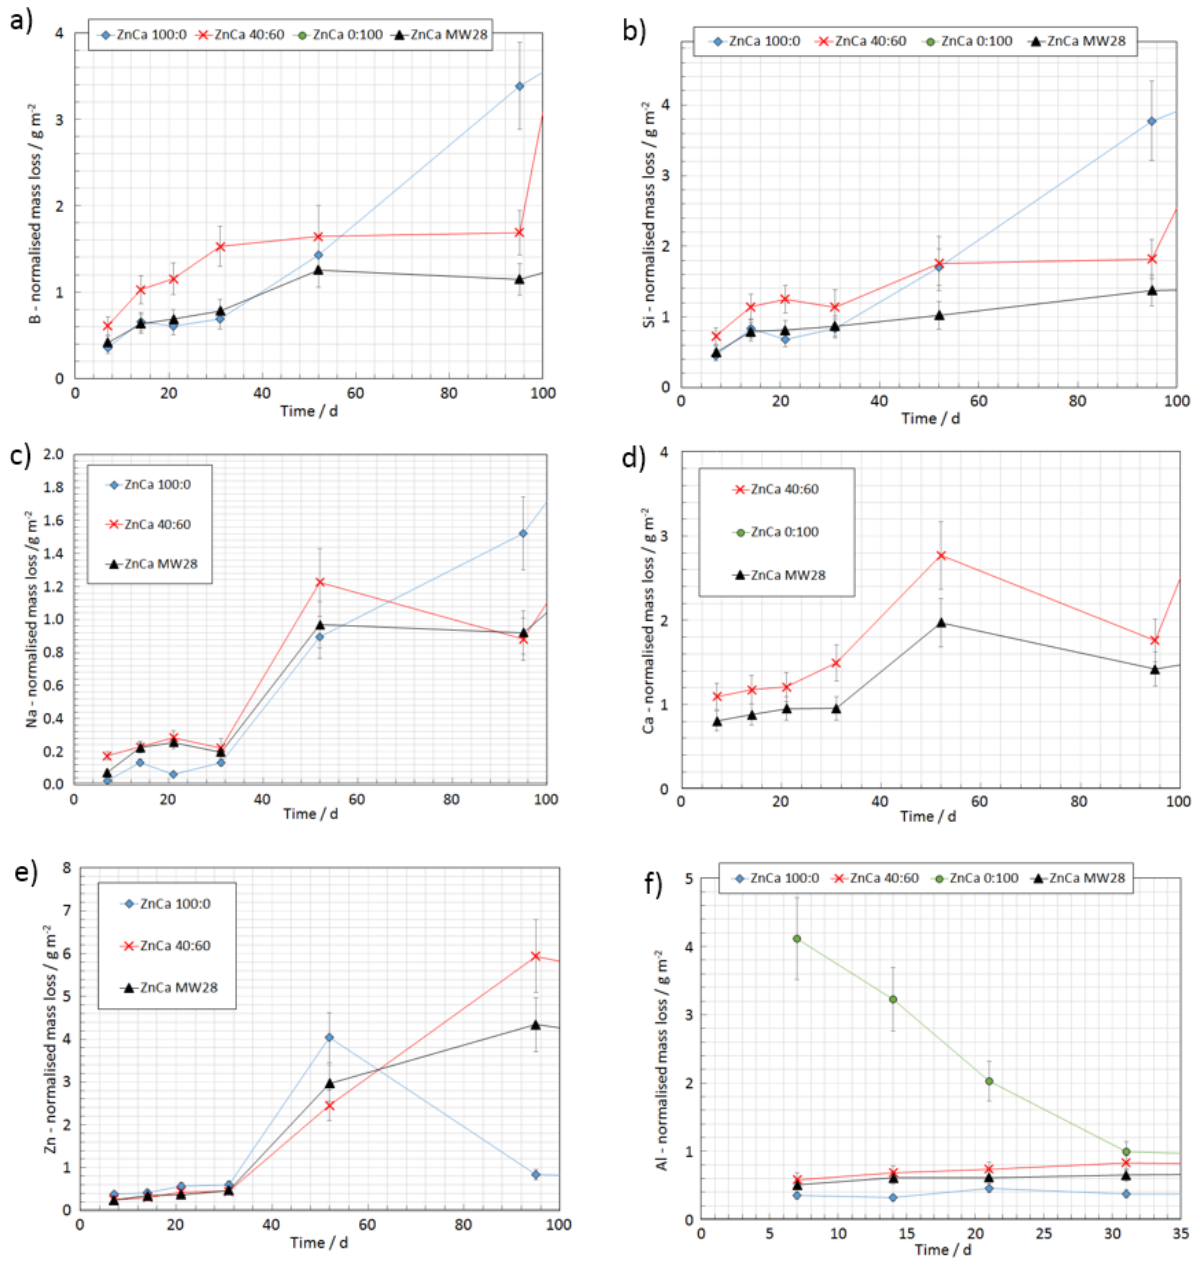 a)
ZnCa 100:0 ZnCa 40:60 ZnCa 0:100 ZnCa MW28
4
3
2
1
0
B - normalised mass loss / g m-2
0 20 40 60 80 100
Time / d
b)
ZnCa 100:0 ZnCa 40:60 ZnCa 0:100 ZnCa MW28
4
3
2
1
0
Si - normalised mass loss / g m-2
0 20 40 60 80 100
Time / d
c)
2.0
1.8
1.6
1.4
1.2
1.0
0.8
0.6
0.4
0.2
0.0
Na - normalised mass loss /g m-2
ZnCa 100:0
ZnCa 40:60
ZnCa MW28
0 20 40 60 80 100
Time / d
d)
4
3
2
1
0
Ca - normalised mass loss / g m-2
ZnCa 40:60
ZnCa 0:100
ZnCa MW28
0 20 40 60 80 100
Time / d
e)
8
7
6
5
4
3
2
1
0
Zn - normalised mass loss / g m-2
ZnCa 100:0
ZnCa 40:60
ZnCa MW28
0 20 40 60 80 100
Time / d
f)
ZnCa 100:0 ZnCa 40:60 ZnCa 0:100 ZnCa MW28
5
4
3
2
1
0
Al - normalised mass loss / g m-2
0 5 10 15 20 25 30 35
Time / d